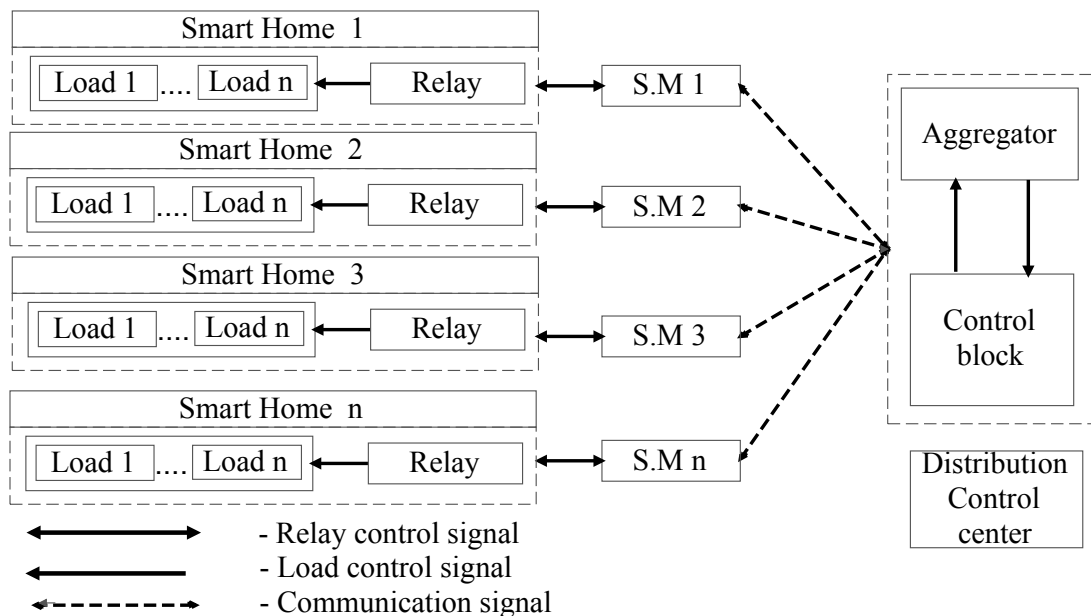 Smart Home 1
Load 1 .... Load n
Relay
S.M 1
Smart Home 2
Load 1 .... Load n
Relay
S.M 2
Smart Home 3
Load 1 .... Load n
Relay
S.M 3
Smart Home n
Load 1 .... Load n
Relay
S.M n
Aggregator
Control
block
Distribution
Control
center
- Relay control signal
- Load control signal
- Communication signal